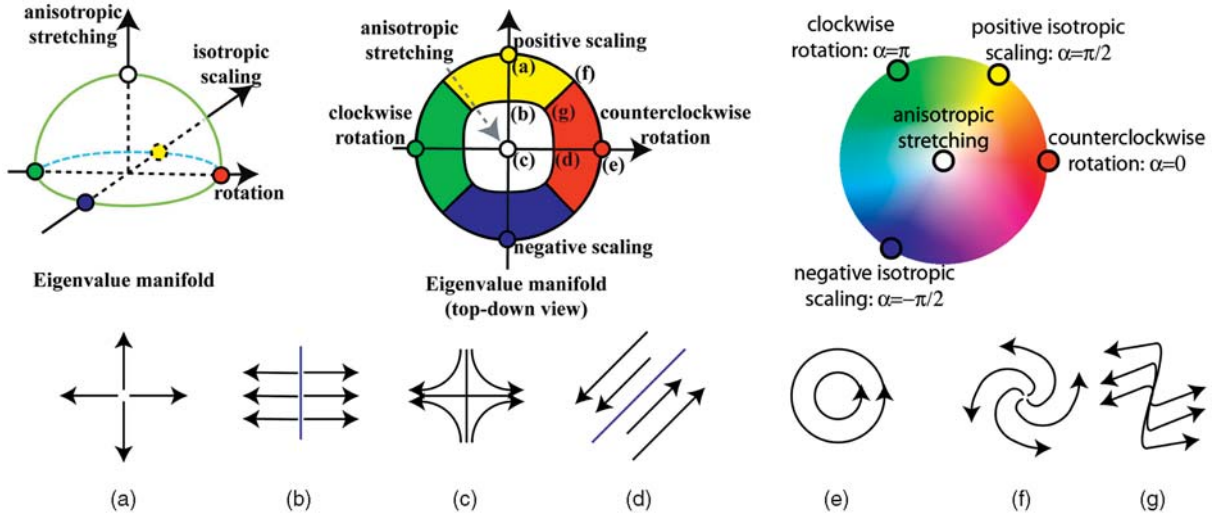 anisotropic
stretching
isotropic
scaling
rotation
Eigenvalue manifold
anisotropic
stretching
positive scaling
(a)
(f)
clockwise
rotation
(b)
(g)
counterclockwise
rotation
(c)
(d)
(e)
negative scaling
Eigenvalue manifold
(top-down view)
clockwise
rotation: α=π
positive isotropic
scaling: α=π/2
anisotropic
stretching
counterclockwise
rotation: α=0
negative isotropic
scaling: α=−π/2
(a)
(b)
(c)
(d)
(e)
(f)
(g)